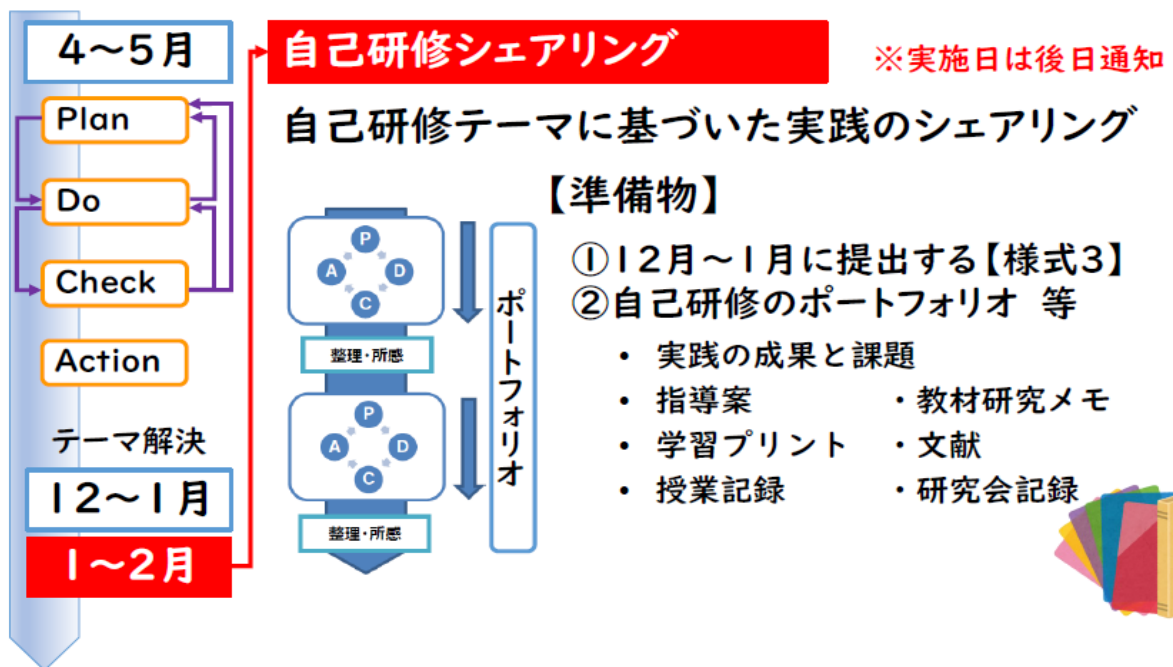 4～5月
Plan
Do
Check
Action
テーマ解決
12～1月
1～2月
自己研修シェアリング
※実施日は後日通知
自己研修テーマに基づいた実践のシェアリング
【準備物】
①12月～1月に提出する【様式3】
②自己研修のポートフォリオ 等
• 実践の成果と課題
• 指導案 ・教材研究メモ
• 学習プリント ・文献
• 授業記録 ・研究会記録
P
A D
C
整理・所感
P
A D
C
整理・所感
ポートフォリオ